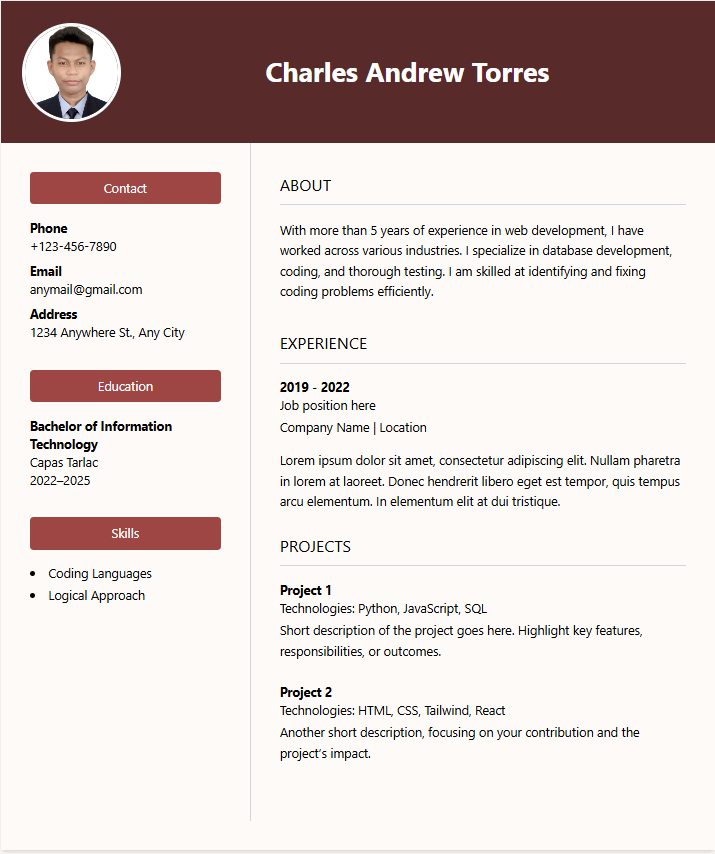 Charles Andrew Torres
Contact
Phone
+123-456-7890
Email
anymail@gmail.com
Address
1234 Anywhere St., Any City
Education
Bachelor of Information
Technology
Capas Tarlac
2022–2025
Skills
• Coding Languages
• Logical Approach
ABOUT
With more than 5 years of experience in web development, I have
worked across various industries. I specialize in database development,
coding, and thorough testing. I am skilled at identifying and fixing
coding problems efficiently.
EXPERIENCE
2019 - 2022
Job position here
Company Name | Location
Lorem ipsum dolor sit amet, consectetur adipiscing elit. Nullam pharetra
in lorem at laoreet. Donec hendrerit libero eget est tempor, quis tempus
arcu elementum. In elementum elit at dui tristique.
PROJECTS
Project 1
Technologies: Python, JavaScript, SQL
Short description of the project goes here. Highlight key features,
responsibilities, or outcomes.
Project 2
Technologies: HTML, CSS, Tailwind, React
Another short description, focusing on your contribution and the
project's impact.